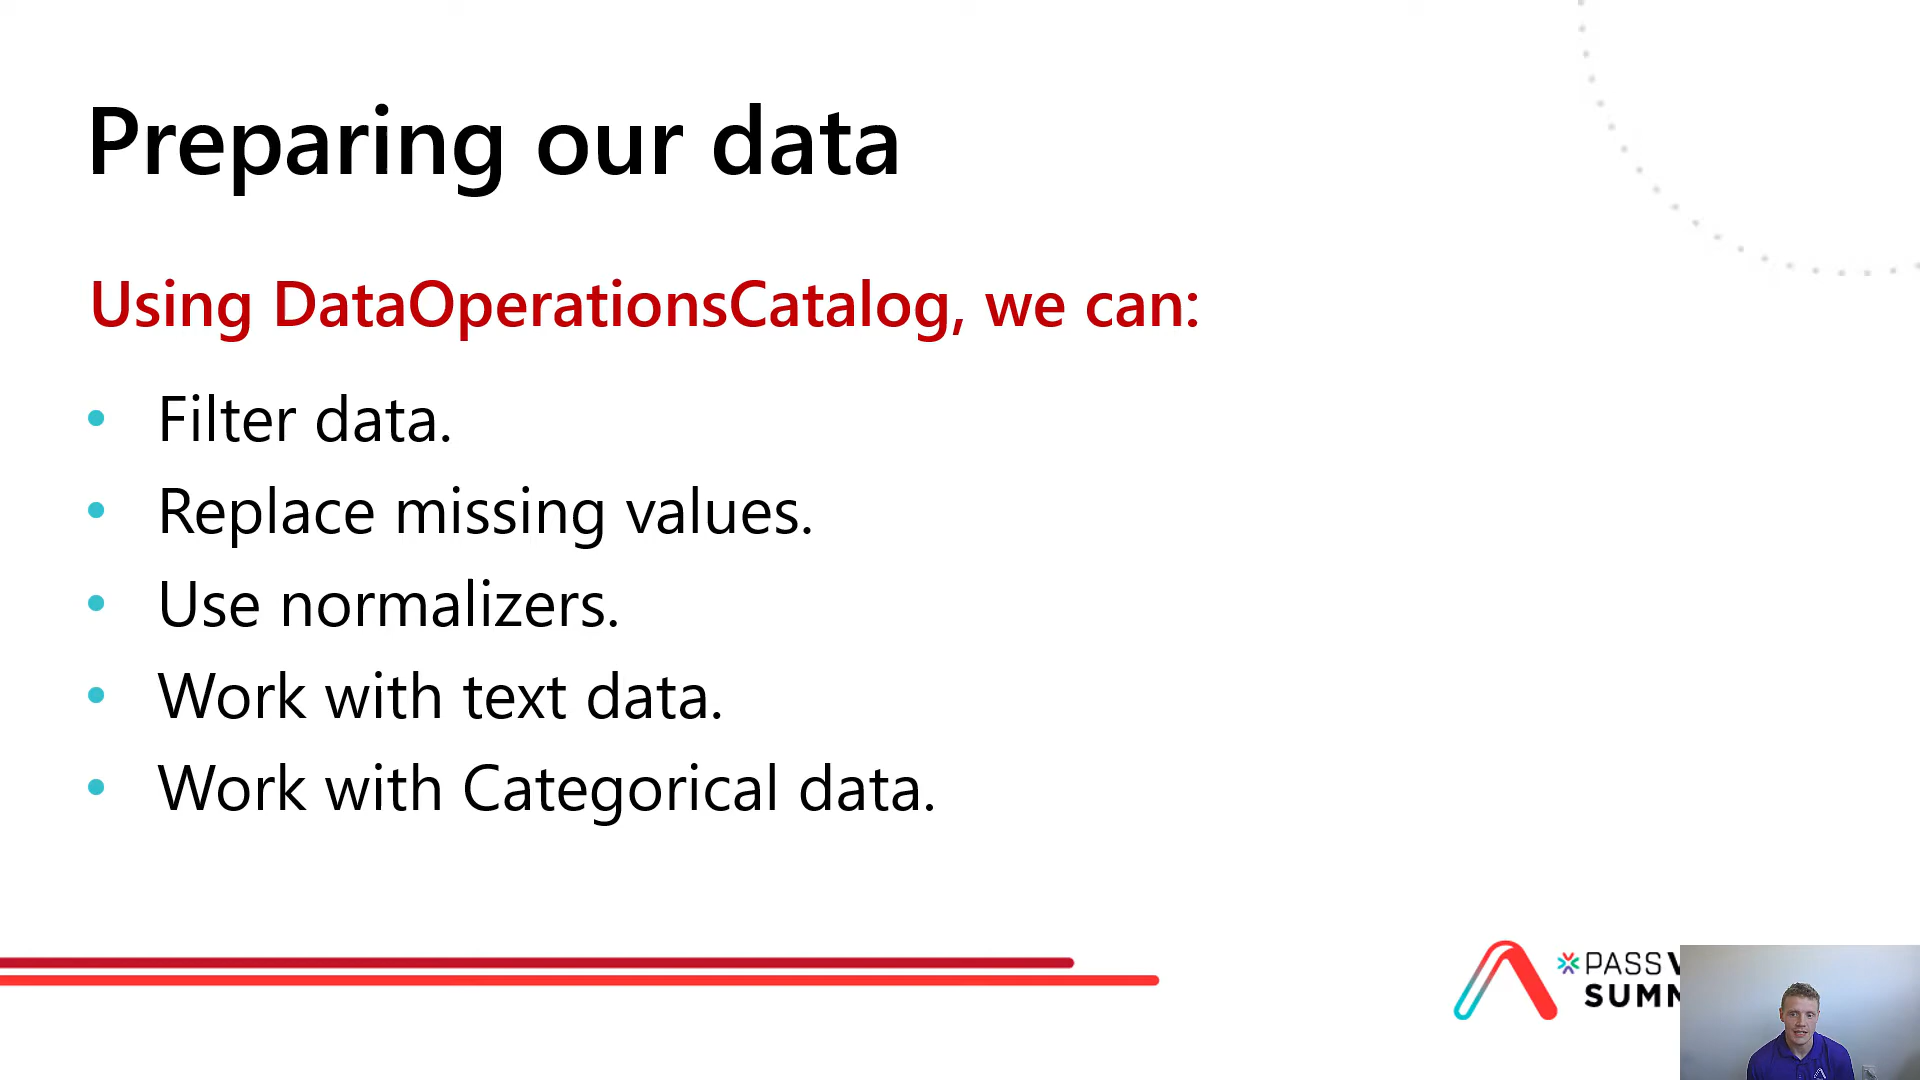 Preparing our data
Using DataOperationsCatalog, we can:
• Filter data.
• Replace missing values.
• Use normalizers.
• Work with text data.
• Work with Categorical data.
PASS